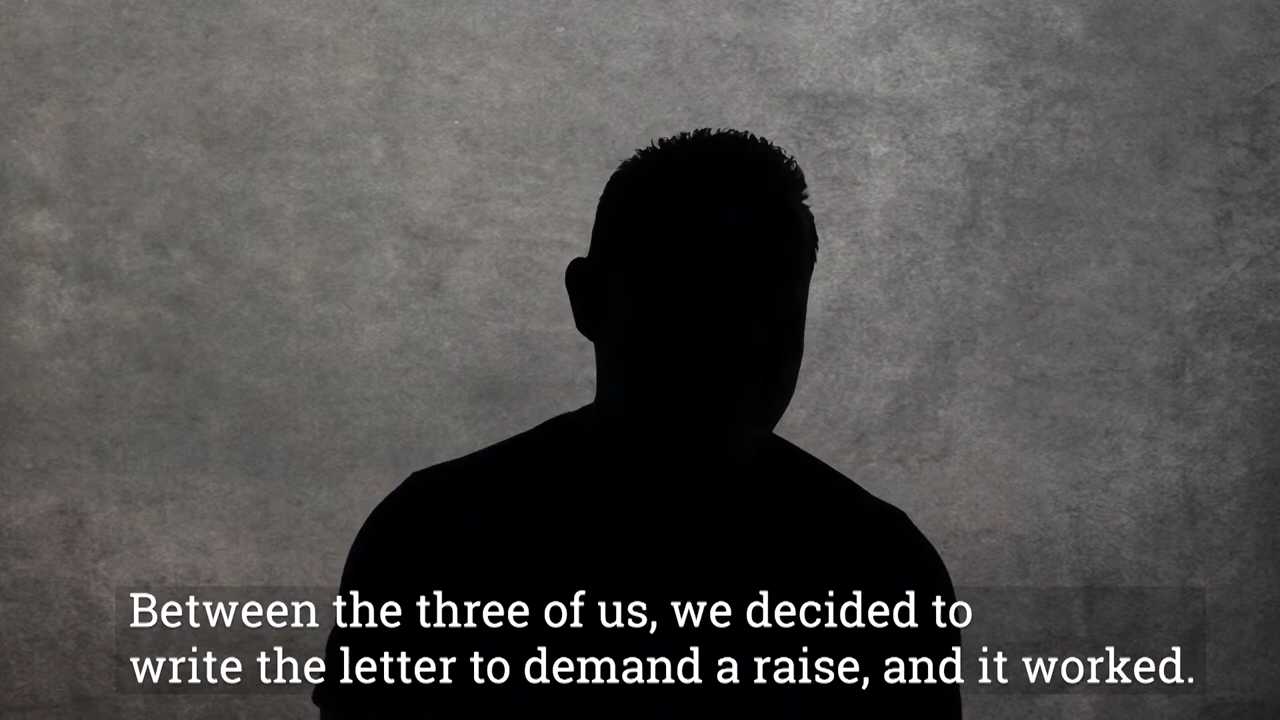 Between the three of us, we decided to
write the letter to demand a raise, and it worked.